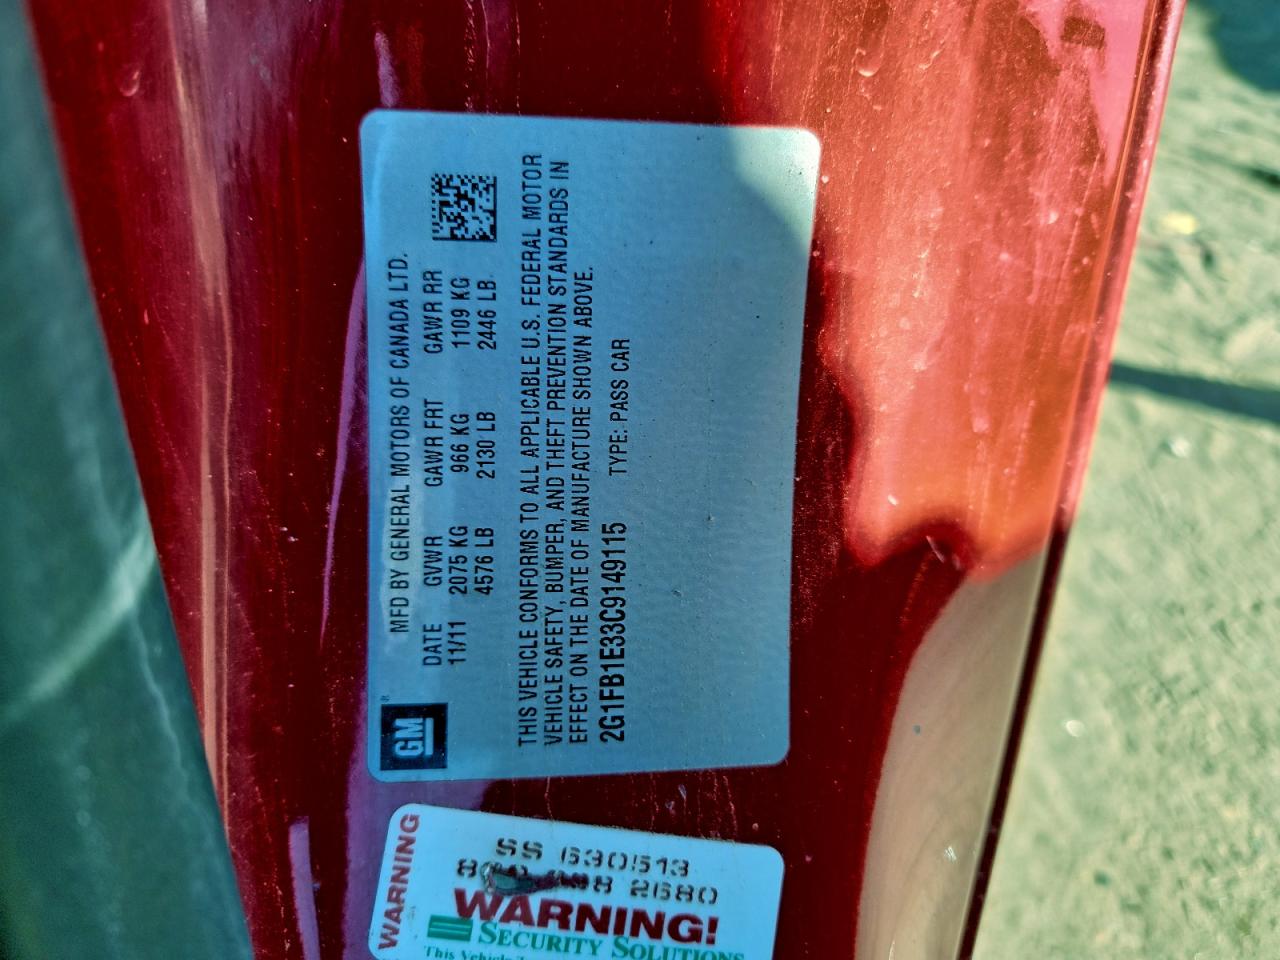 MFD BY GENERAL MOTORS OF CANADA LTD.
DATE GVWR GAWR FRT GAWR RR
11/11 2075 KG 966 KG 1109 KG
4576 LB 2130 LB 2446 LB
THIS VEHICLE CONFORMS TO ALL APPLICABLE U.S. FEDERAL MOTOR
VEHICLE SAFETY, BUMPER, AND THEFT PREVENTION STANDARDS IN
EFFECT ON THE DATE OF MANUFACTURE SHOWN ABOVE.
2G1FB1E33C9149115 TYPE: PASS CAR
GM
WARNING
SS 630513
2680
WARNING!
SECURITY SOLUTIONS
This Vehicle